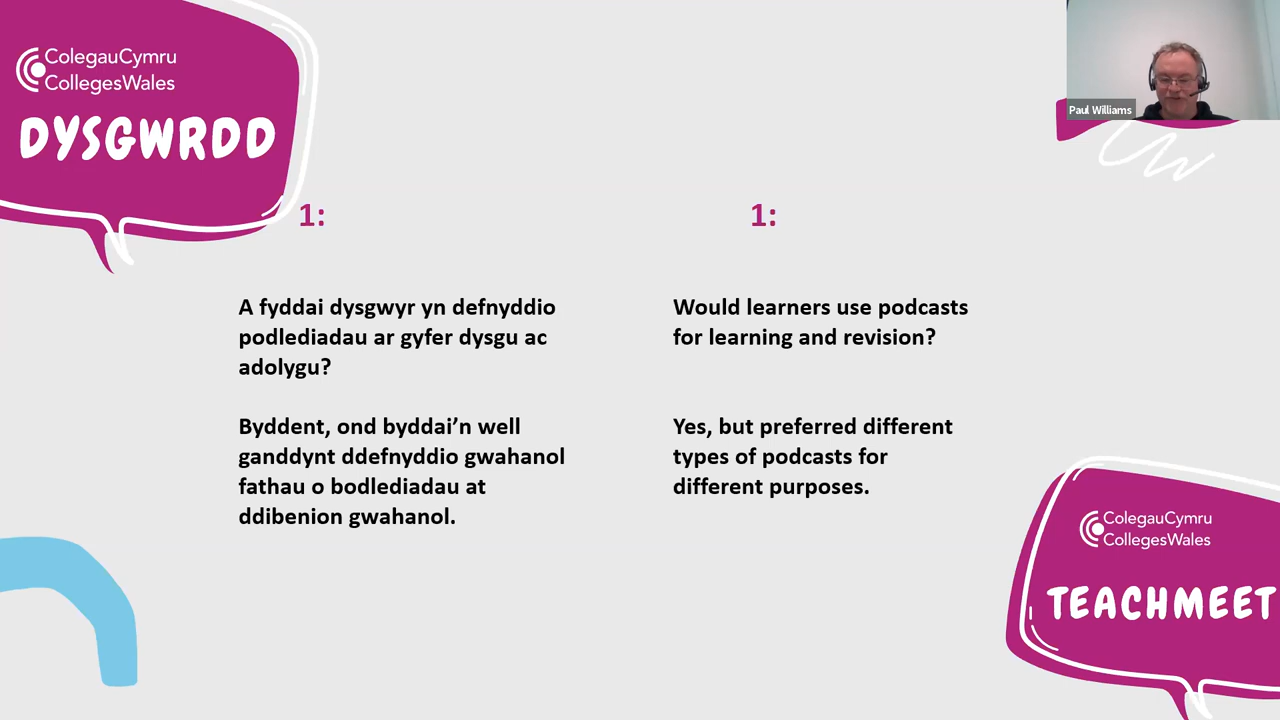 ColegauCymru
CollegesWales
DYSGWRDD
Paul Williams
1:
A fyddai dysgwyr yn defnyddio
podlediadau ar gyfer dysgu ac
adolygu?
Byddent, ond byddai’n well
ganddynt ddefnyddio gwahanol
fathau o bodlediadau at
ddibenion gwahanol.
1:
Would learners use podcasts
for learning and revision?
Yes, but preferred different
types of podcasts for
different purposes.
ColegauCymru
CollegesWales
TEACHMEET